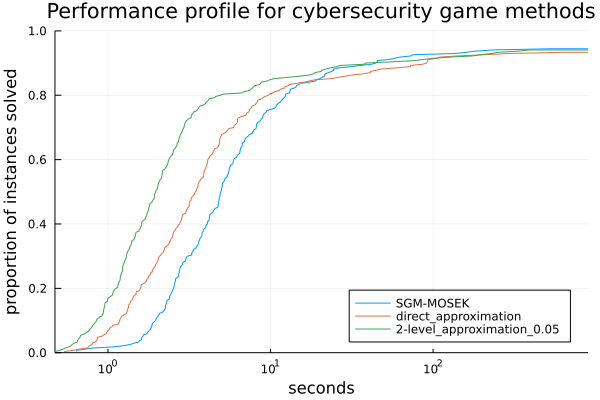 Performance profile for cybersecurity game methods
proportion of instances solved
1.0
0.8
0.6
0.4
0.2
0.0
10⁰
10¹
10²
seconds
SGM-MOSEK
direct_approximation
2-level_approximation_0.05